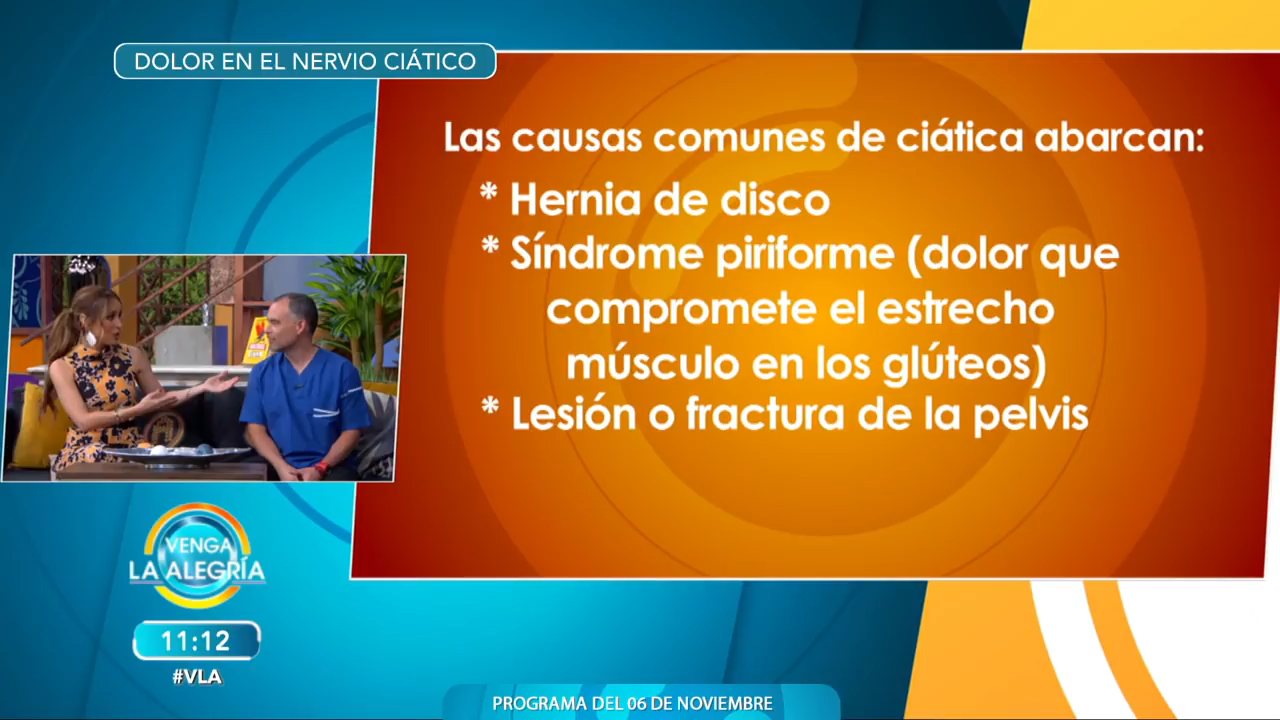 DOLOR EN EL NERVIO CIÁTICO
Las causas comunes de ciática abarcan:
* Hernia de disco
* Síndrome piriforme (dolor que
compromete el estrecho
músculo en los glúteos)
* Lesión o fractura de la pelvis
VENGA
LA ALEGRÍA
11:12
#VLA
PROGRAMA DEL 06 DE NOVIEMBRE